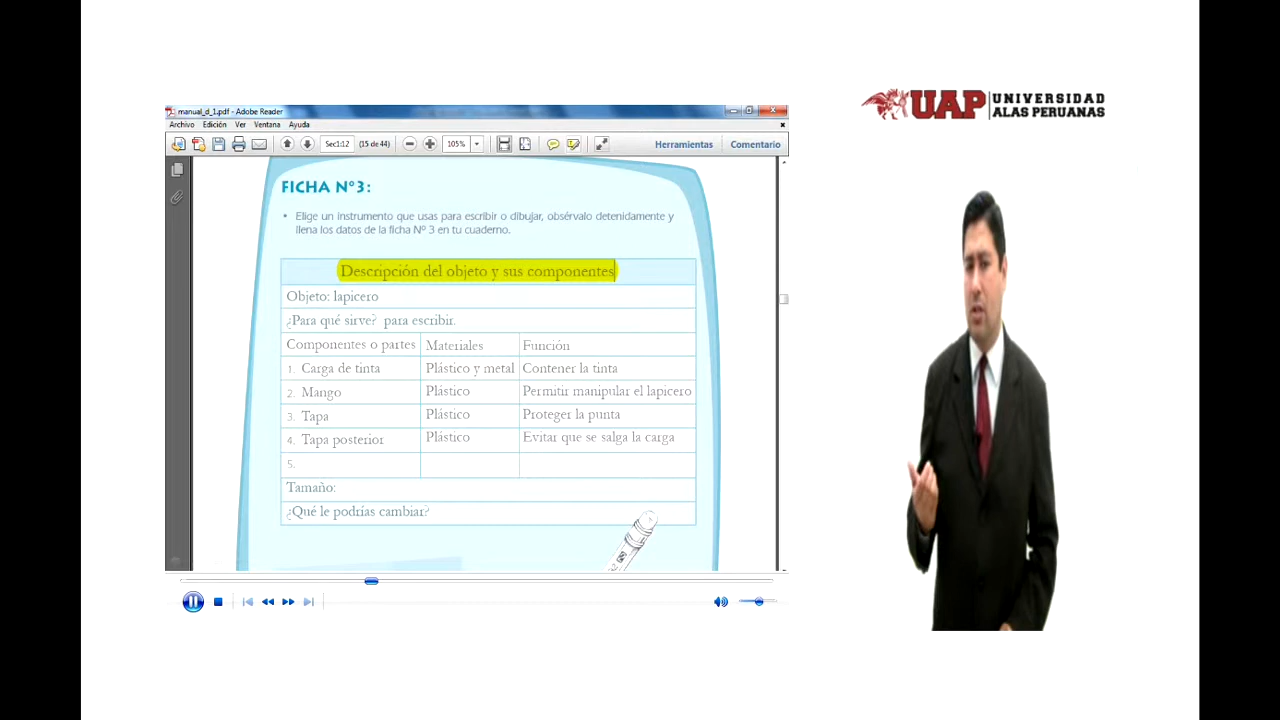 manual_d_1.pdf - Adobe Reader
Archivo Edición Ver Ventana Ayuda
Sec1:12 (15 de 44) 105% Herramientas Comentario
UAP UNIVERSIDAD
ALAS PERUANAS
FICHA Nº3:
• Elige un instrumento que usas para escribir o dibujar, obsérvalo detenidamente y
llena los datos de la ficha Nº 3 en tu cuaderno.
Descripción del objeto y sus componentes
Objeto: lapicero
¿Para qué sirve? para escribir.
Componentes o partes Materiales Función
1. Carga de tinta Plástico y metal Contener la tinta
2. Mango Plástico Permitir manipular el lapicero
3. Tapa Plástico Proteger la punta
4. Tapa posterior Plástico Evitar que se salga la carga
5.
Tamaño:
¿Qué le podrías cambiar?